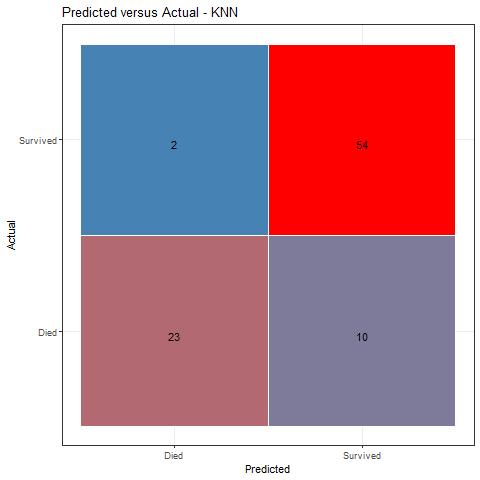 Predicted versus Actual - KNN
Survived
2
54
Actual
Died
23
10
Died
Survived
Predicted